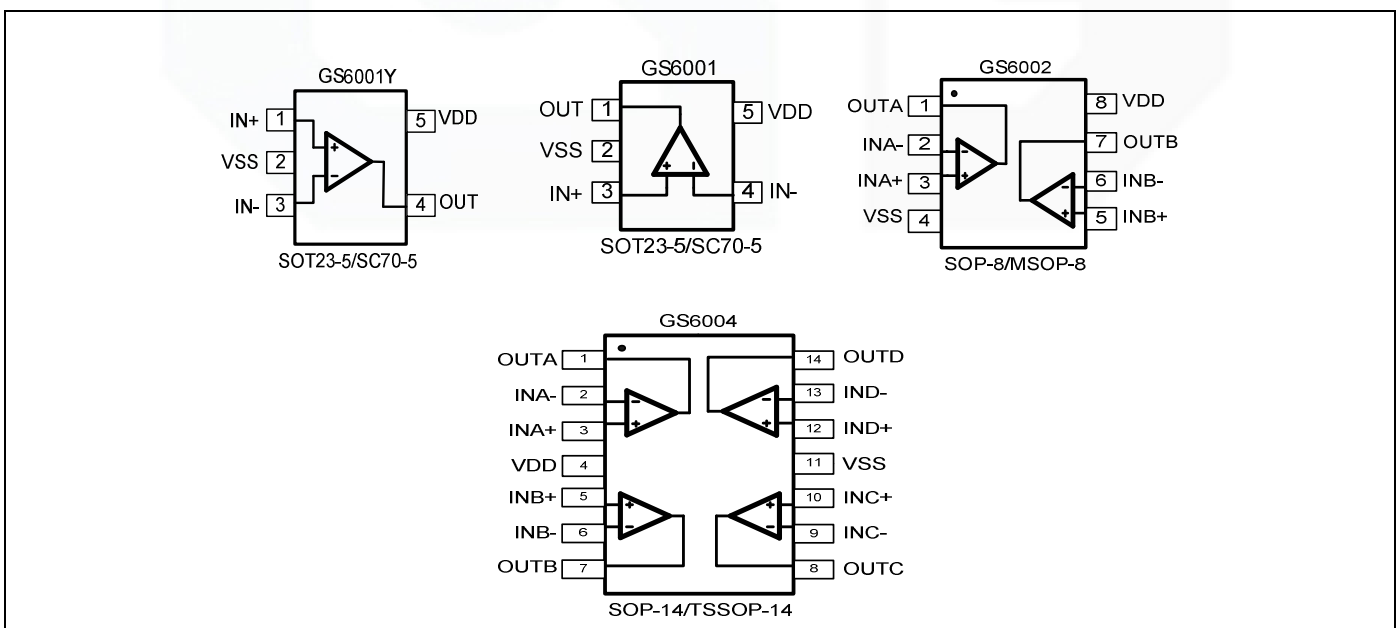 GS6001Y
IN+ 1
VSS 2
IN- 3
5 VDD
4 OUT
+
-
SOT23-5/SC70-5
GS6001
OUT 1
VSS 2
IN+ 3
5 VDD
4 IN-
+ -
SOT23-5/SC70-5
GS6002
OUTA 1
INA- 2
INA+ 3
VSS 4
8 VDD
7 OUTB
6 INB-
5 INB+
-
+
-
+
SOP-8/MSOP-8
GS6004
OUTA 1
INA- 2
INA+ 3
VDD 4
INB+ 5
INB- 6
OUTB 7
14 OUTD
13 IND-
12 IND+
11 VSS
10 INC+
9 INC-
8 OUTC
-
+
-
+
+
-
+
-
SOP-14/TSSOP-14